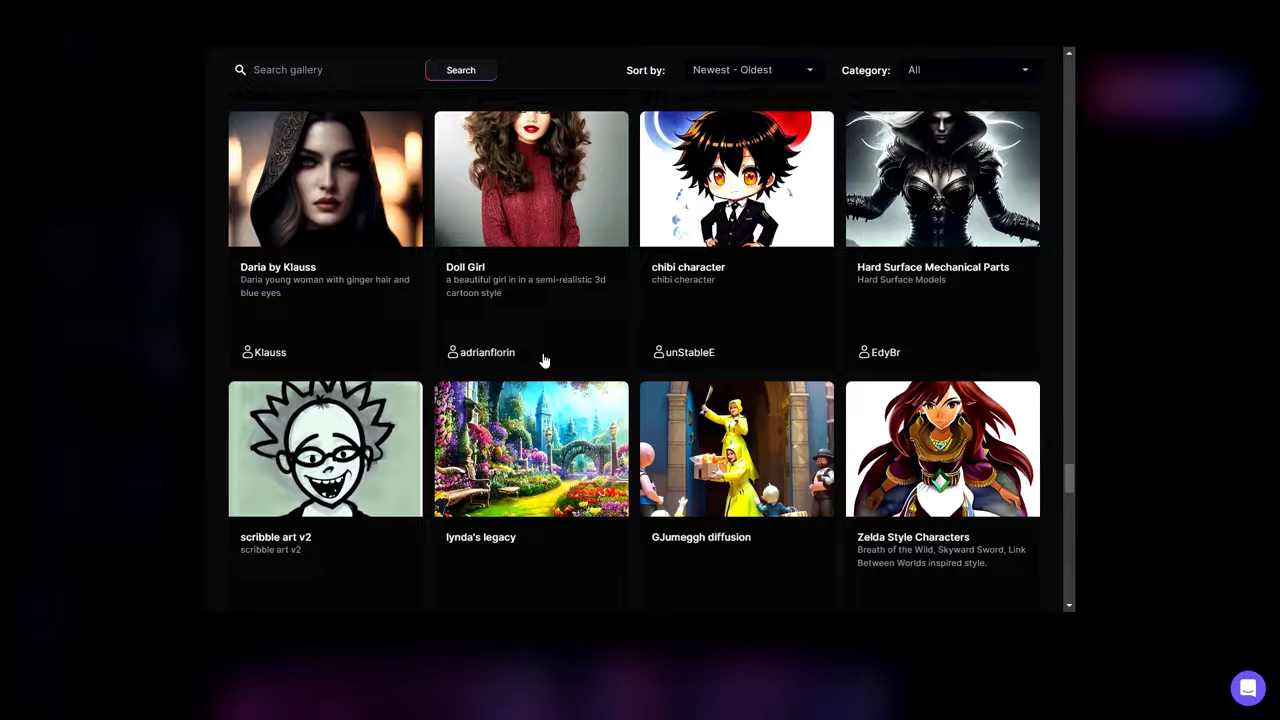 Search gallery
Search
Sort by:
Newest - Oldest
Category:
All
Daria by Klauss
Daria young woman with ginger hair and
blue eyes
Klauss
Doll Girl
a beautiful girl in in a semi-realistic 3d
cartoon style
adrianflorin
chibi character
chibi cheracter
unStableE
Hard Surface Mechanical Parts
Hard Surface Models
EdyBr
scribble art v2
scribble art v2
lynda's legacy
GJumeggh diffusion
Zelda Style Characters
Breath of the Wild, Skyward Sword, Link
Between Worlds inspired style.